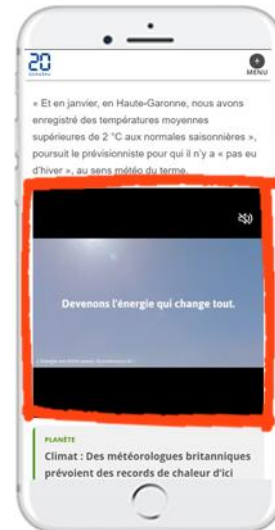 20
MENU
« Et en janvier, en Haute-Garonne, nous avons
enregistré des températures moyennes
supérieures de 2 °C aux normales saisonnières »,
poursuit le prévisionniste pour qui il n'y a « pas eu
d'hiver », au sens météo du terme.
Devenons l'énergie qui change tout.
PLANÈTE
Climat : Des météorologues britanniques
prévoient des records de chaleur d'ici